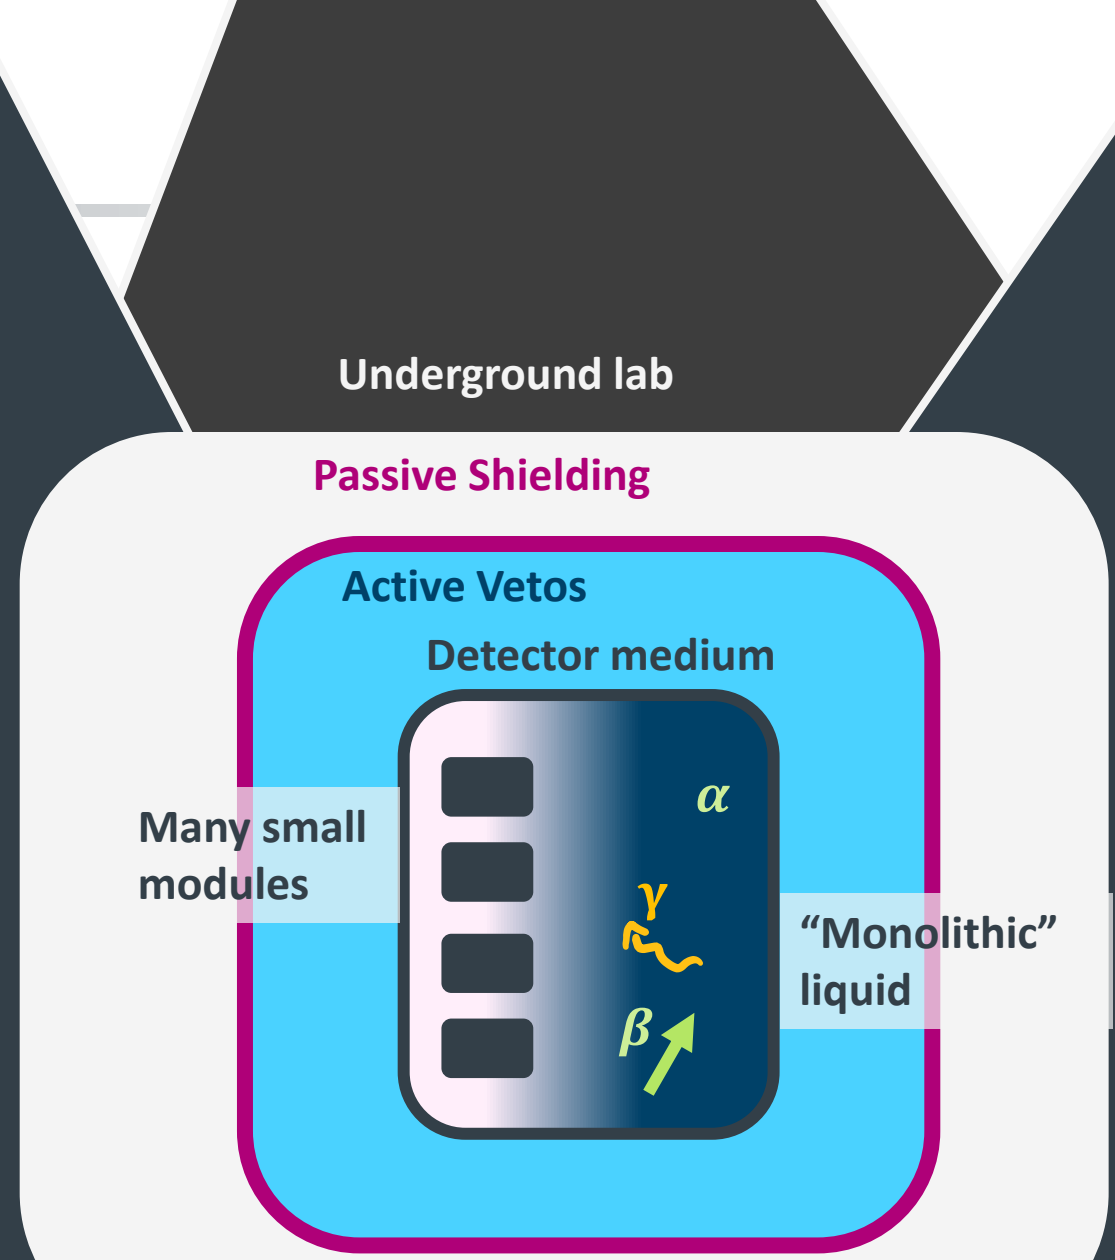 Underground lab
Passive Shielding
Active Vetos
Detector medium
Many small
modules
α
γ
β
“Monolithic”
liquid